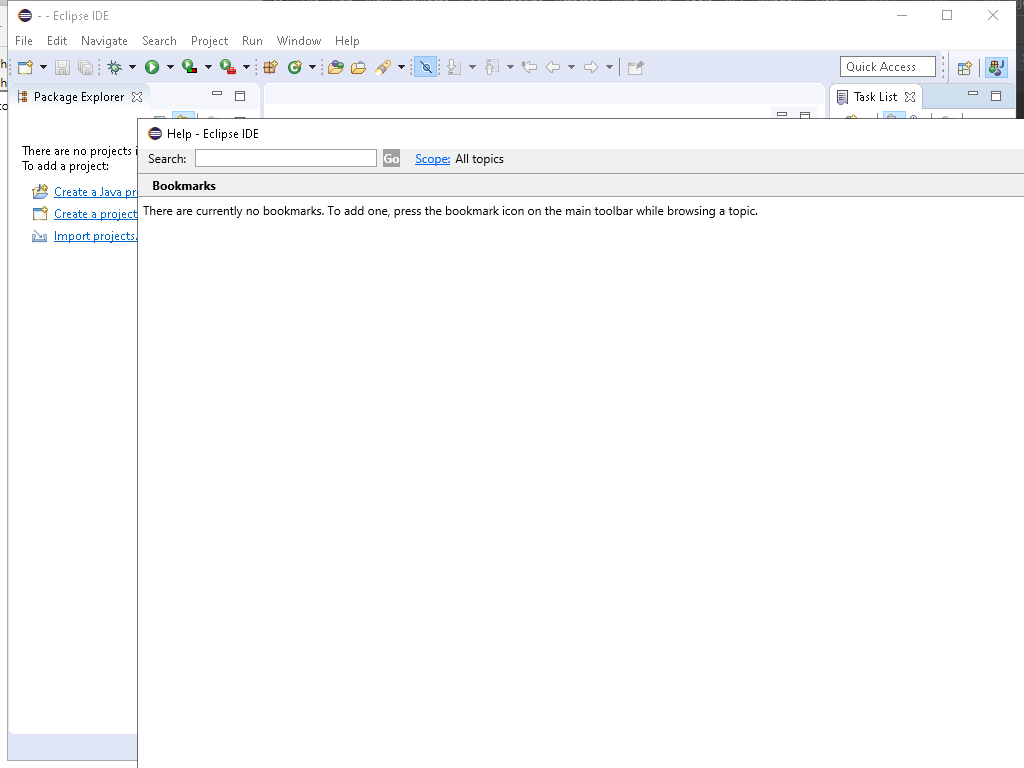 - - Eclipse IDE
File Edit Navigate Search Project Run Window Help
Quick Access
Package Explorer
Task List
There are no projects i
To add a project:
Create a Java pr
Create a project
Import projects.
Help - Eclipse IDE
Search: Go Scope: All topics
Bookmarks
There are currently no bookmarks. To add one, press the bookmark icon on the main toolbar while browsing a topic.